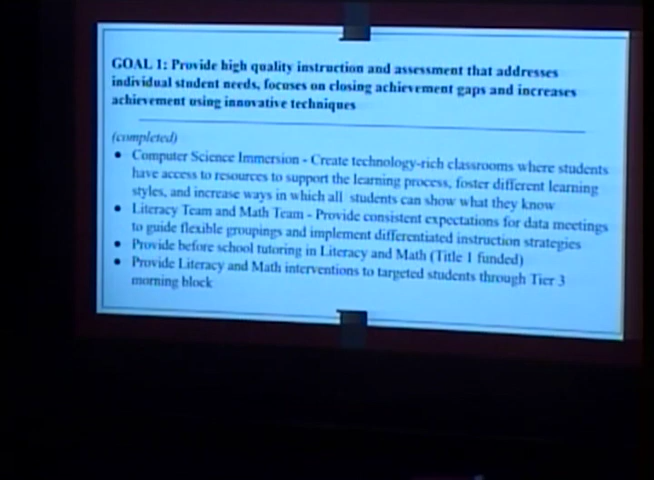 GOAL 1: Provide high quality instruction and assessment that addresses
individual student needs, focuses on closing achievement gaps and increases
achievement using innovative techniques
(completed)
● Computer Science Immersion - Create technology-rich classrooms where students
have access to resources to support the learning process, foster different learning
styles, and increase ways in which all students can show what they know
● Literacy Team and Math Team - Provide consistent expectations for data meetings
to guide flexible groupings and implement differentiated instruction strategies
● Provide before school tutoring in Literacy and Math (Title 1 funded)
● Provide Literacy and Math interventions to targeted students through Tier 3
morning block